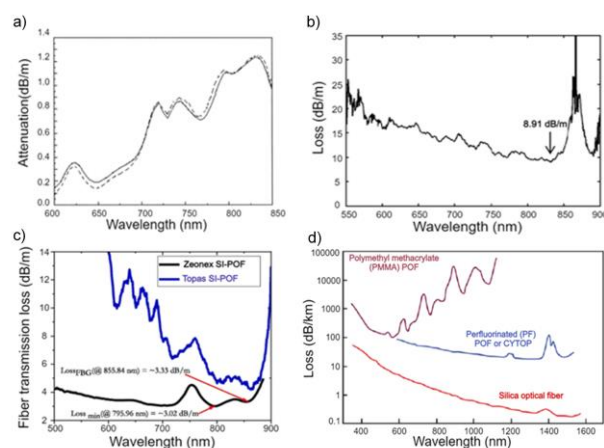 a)
Attenuation(dB/m)
1.4
1.2
1.0
0.8
0.6
0.4
0.2
0.0
600
650
700
750
800
850
Wavelength (nm)
b)
Loss (dB/m)
35
30
25
20
15
10
5
0
8.91 dB/m
550
600
650
700
750
800
850
900
Wavelength (nm)
c)
Fiber transmission loss (dB/m)
14
12
10
8
6
4
2
Zeonex SI-POF
Topas SI-POF
LossFBG(@ 855.84 nm) = ~3.33 dB/m
Loss min(@ 795.96 nm) = ~3.02 dB/m
500
600
700
800
900
Wavelength (nm)
d)
Loss (dB/km)
100000
10000
1000
100
10
1
0.1
Polymethyl methacrylate
(PMMA) POF
Perfluorinated (PF)
POF or CYTOP
Silica optical fiber
400
600
800
1000
1200
1400
1600
Wavelength (nm)